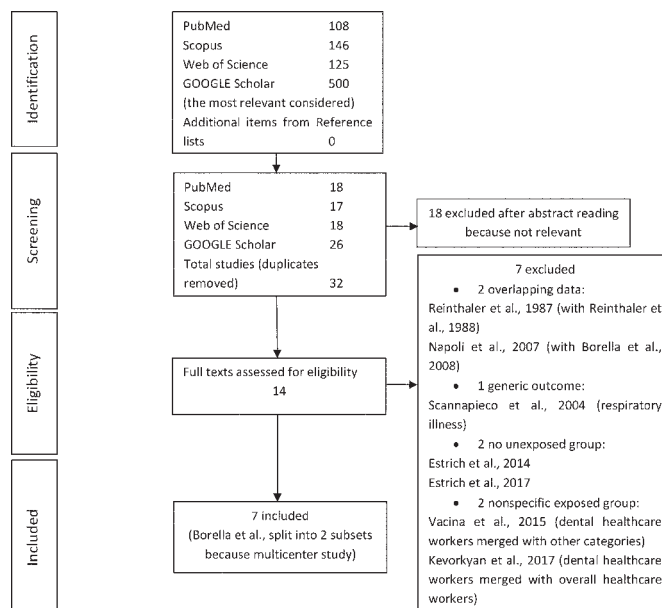 Identification
PubMed 108
Scopus 146
Web of Science 125
GOOGLE Scholar 500
(the most relevant considered)
Additional items from Reference
lists 0
Screening
PubMed 18
Scopus 17
Web of Science 18
GOOGLE Scholar 26
Total studies (duplicates
removed) 32
18 excluded after abstract reading
because not relevant
Eligibility
Full texts assessed for eligibility
14
7 excluded
• 2 overlapping data:
Reinthaler et al., 1987 (with Reinthaler et
al., 1988)
Napoli et al., 2007 (with Borella et al.,
2008)
• 1 generic outcome:
Scannapieco et al., 2004 (respiratory
illness)
• 2 no unexposed group:
Estrich et al., 2014
Estrich et al., 2017
• 2 nonspecific exposed group:
Vacina et al., 2015 (dental healthcare
workers merged with other categories)
Kevorkyan et al., 2017 (dental healthcare
workers merged with overall healthcare
workers)
Included
7 included
(Borella et al., split into 2 subsets
because multicenter study)